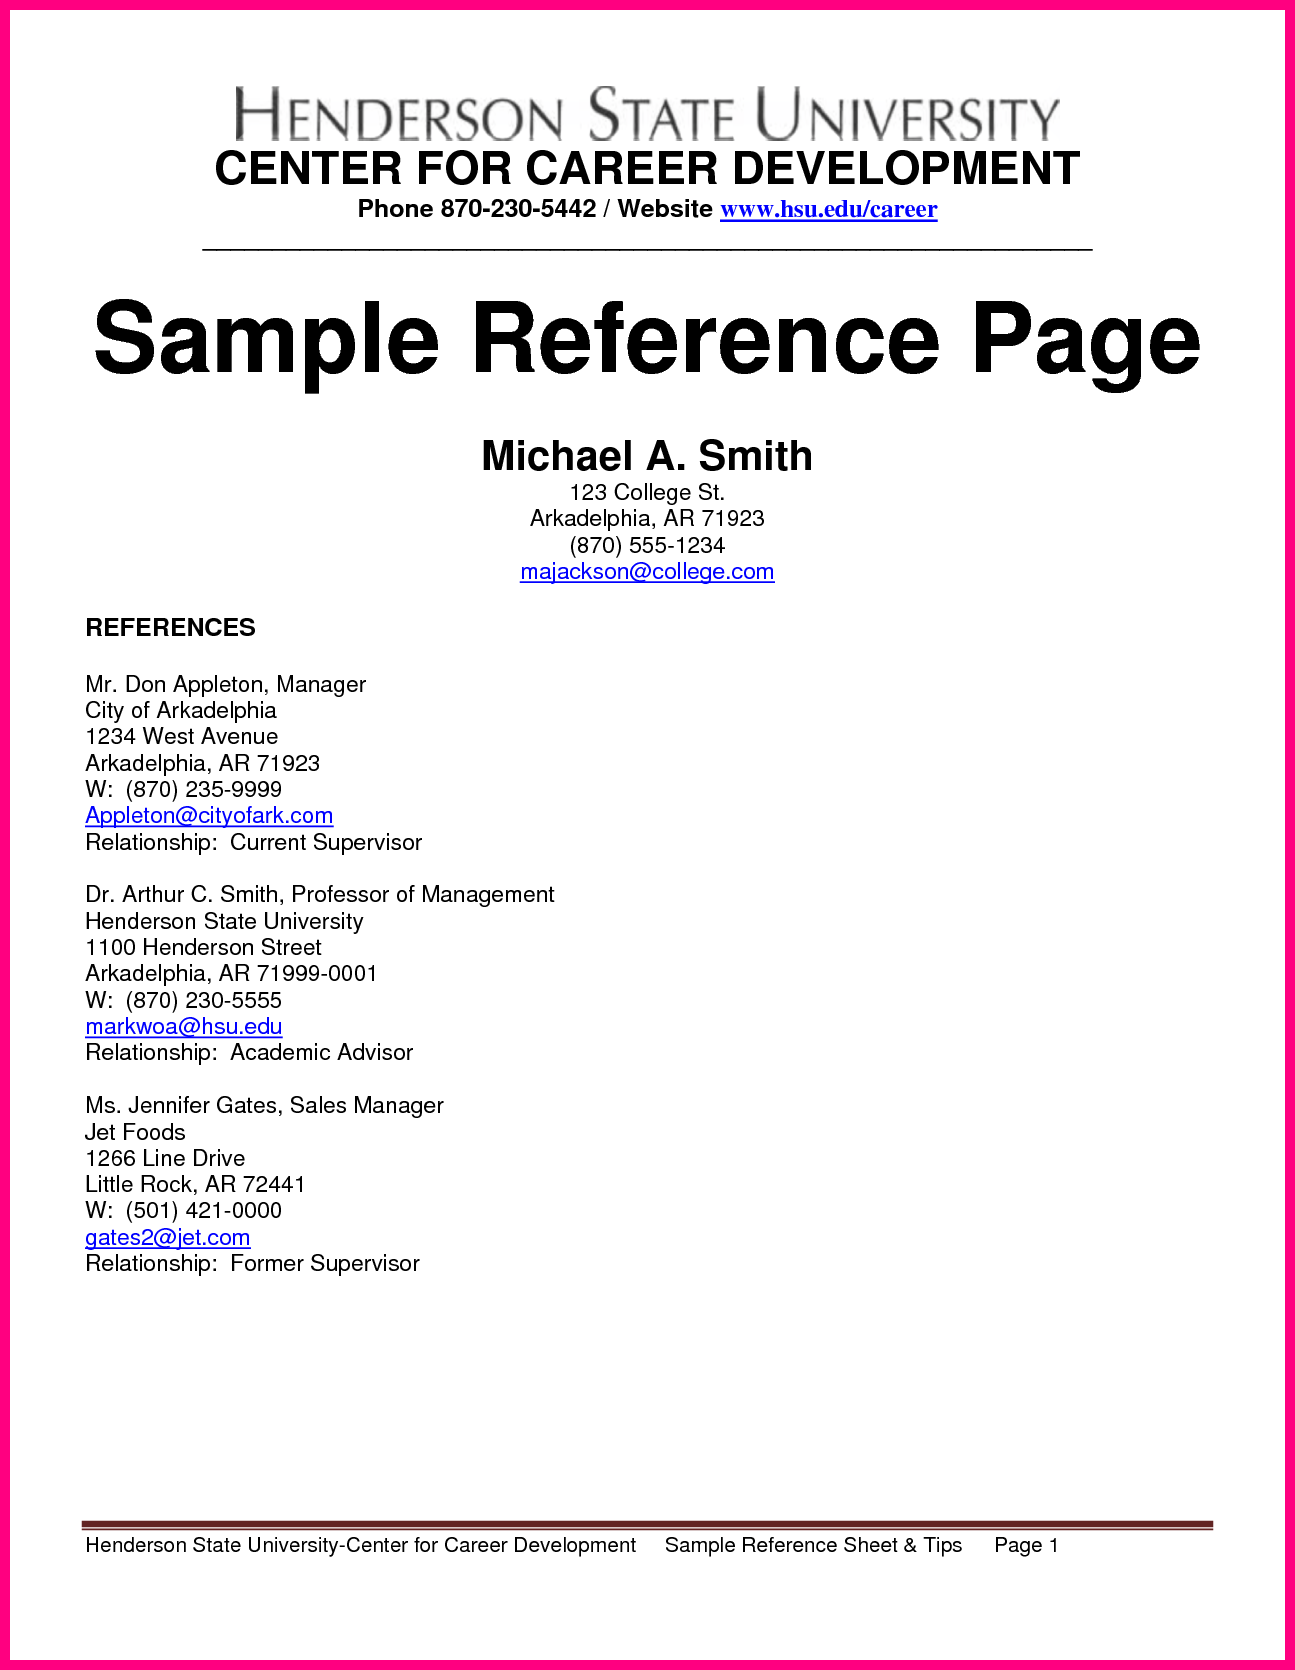 HENDERSON STATE UNIVERSITY
CENTER FOR CAREER DEVELOPMENT
Phone 870-230-5442 / Website www.hsu.edu/career
Sample Reference Page
Michael A. Smith
123 College St.
Arkadelphia, AR 71923
(870) 555-1234
majackson@college.com
REFERENCES
Mr. Don Appleton, Manager
City of Arkadelphia
1234 West Avenue
Arkadelphia, AR 71923
W:  (870) 235-9999
Appleton@cityofark.com
Relationship:  Current Supervisor
Dr. Arthur C. Smith, Professor of Management
Henderson State University
1100 Henderson Street
Arkadelphia, AR 71999-0001
W:  (870) 230-5555
markwoa@hsu.edu
Relationship:  Academic Advisor
Ms. Jennifer Gates, Sales Manager
Jet Foods
1266 Line Drive
Little Rock, AR 72441
W:  (501) 421-0000
gates2@jet.com
Relationship:  Former Supervisor
Henderson State University-Center for Career Development     Sample Reference Sheet & Tips     Page 1